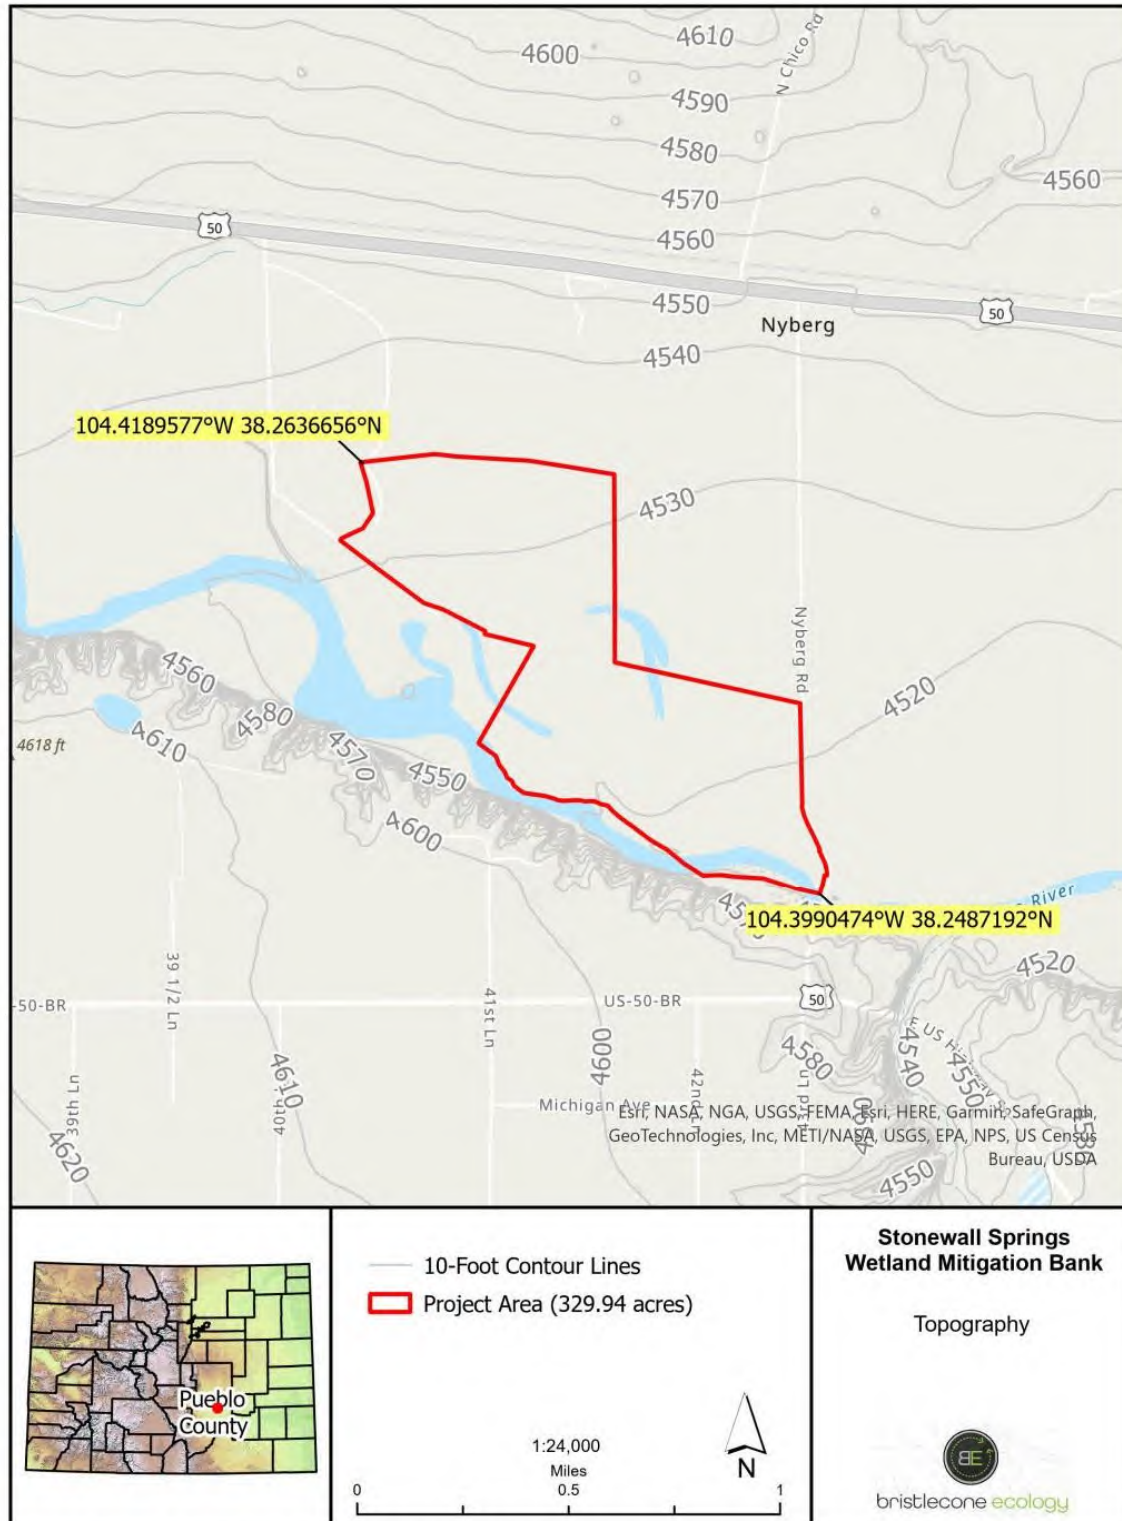 4610
4600
N Chico Rd
4590
4580
4560
4570
50
4560
4550
50
Nyberg
4540
104.4189577°W 38.2636656°N
4530
Nyberg Rd
4560
4520
4580
4610
4618 ft
4570
4550
4600
River
104.3990474°W 38.2487192°N
39 1/2 Ln
4520
-50-BR
41st Ln
US-50-BR
50
4600
4580
4540
4550
4610
39th Ln
40th Ln
Michigan Ave
4560
4580
4620
4550
Esri, NASA, NGA, USGS, FEMA, Esri, HERE, Garmin, SafeGraph,
GeoTechnologies, Inc, METI/NASA, USGS, EPA, NPS, US Census
Bureau, USDA
Pueblo
County
10-Foot Contour Lines
Project Area (329.94 acres)
1:24,000
Miles
0 0.5 1
N
Stonewall Springs
Wetland Mitigation Bank
Topography
BE
bristlecone ecology